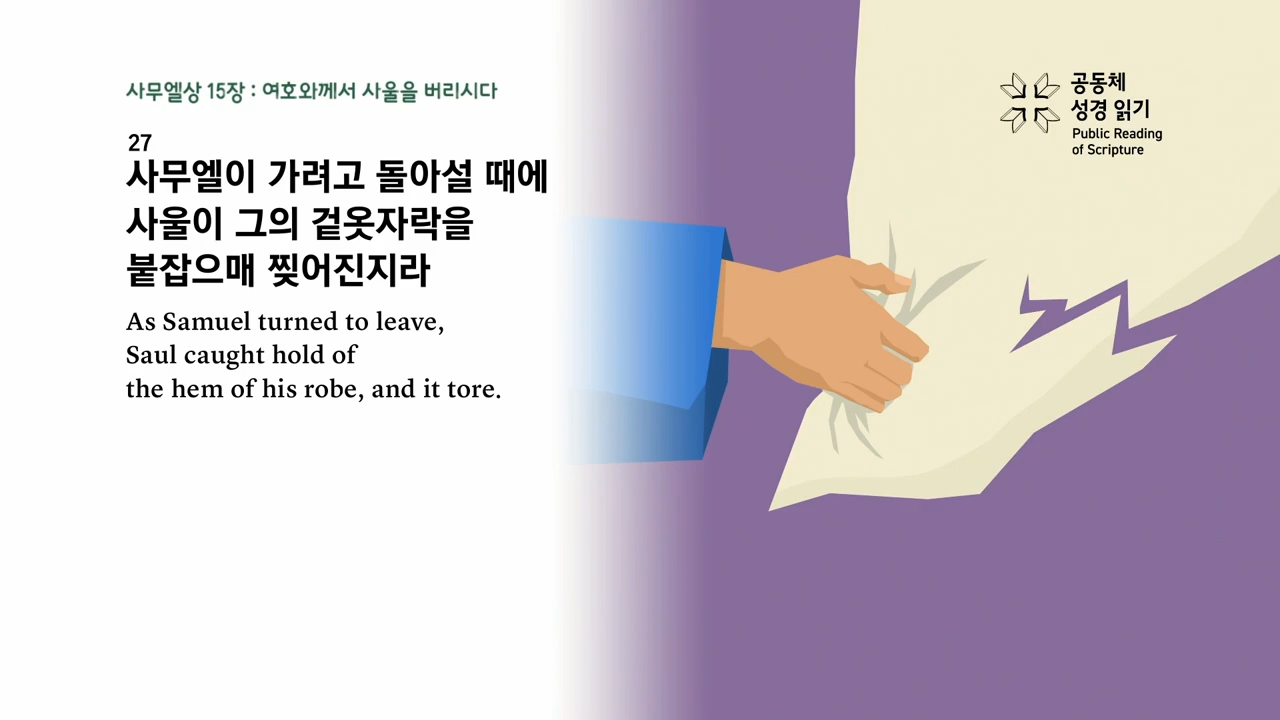 사무엘상 15장 : 여호와께서 사울을 버리시다
27
사무엘이 가려고 돌아설 때에
사울이 그의 겉옷자락을
붙잡으매 찢어진지라
As Samuel turned to leave,
Saul caught hold of
the hem of his robe, and it tore.
공동체
성경 읽기
Public Reading
of Scripture